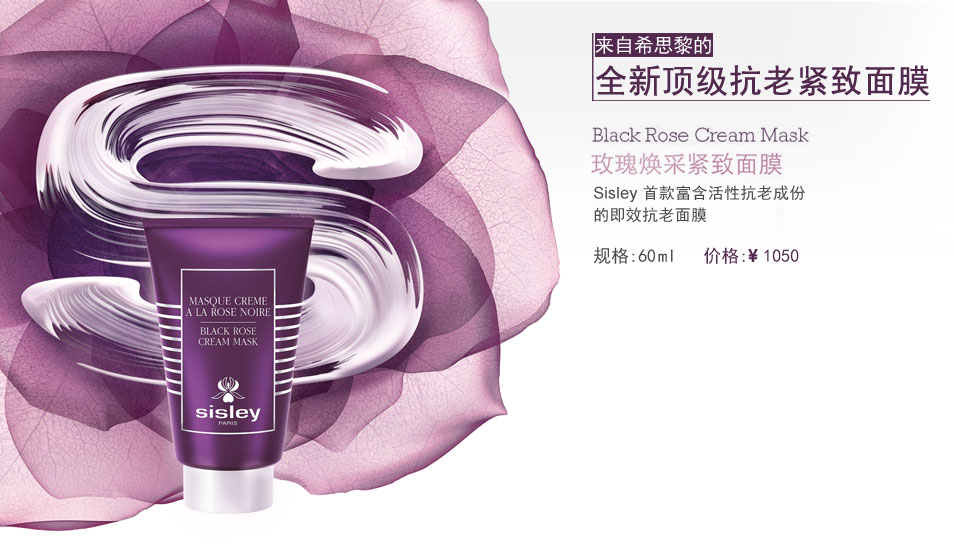 来自希思黎的
全新顶级抗老紧致面膜
Black Rose Cream Mask
玫瑰焕采紧致面膜
Sisley 首款富含活性抗老成份
的即效抗老面膜
规格:60ml 价格:¥ 1050
MASQUE CREME
A LA ROSE NOIRE
BLACK ROSE
CREAM MASK
sisley
PARIS